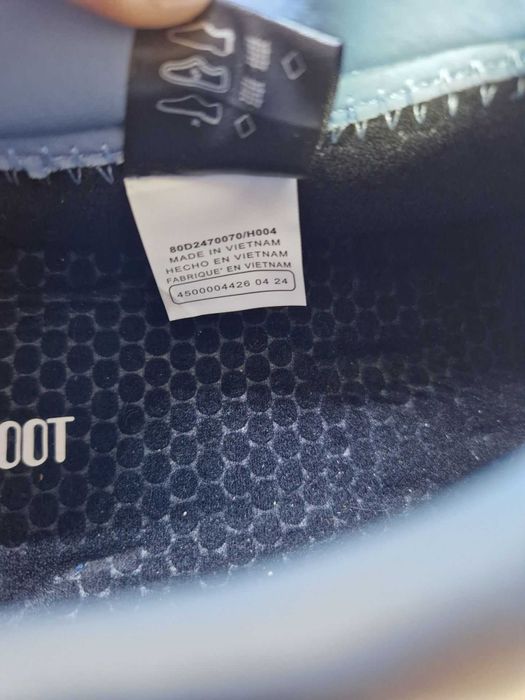 80D2470070/H004
MADE IN VIETNAM
HECHO EN VIETNAM
FABRIQUE' EN VIETNAM
4500004426 04 24
OOT